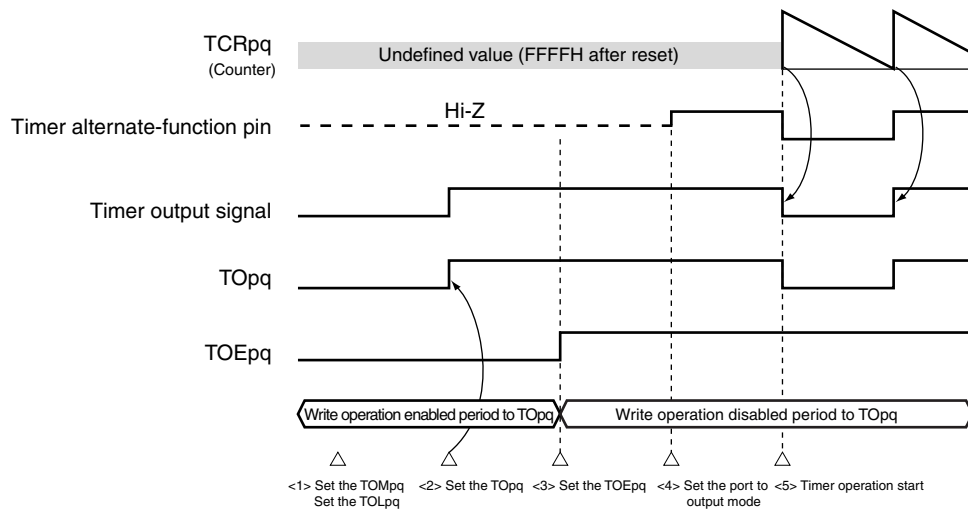 TCRpq
(Counter)
Undefined value (FFFFH after reset)
Hi-Z
Timer alternate-function pin
Timer output signal
TOpq
TOEpq
Write operation enabled period to TOpq
Write operation disabled period to TOpq
<1> Set the TOMpq
Set the TOLpq
<2> Set the TOpq
<3> Set the TOEpq
<4> Set the port to
output mode
<5> Timer operation start